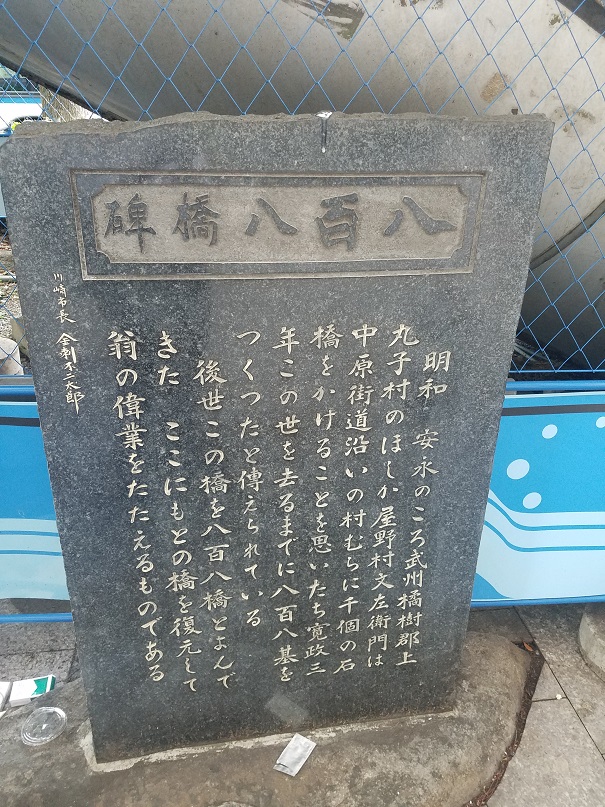 八百八橋碑
明和 安永のころ武州橘樹郡上
丸子村のほしか屋野村文左衛門は
中原街道沿いの村むらに千個の石
橋をかけることを思いたち寛政三
年この世を去るまでに八百八基を
つくつたと傳えられている
後世この橋を八百八橋とよんで
きた ここにもとの橋を復元して
翁の偉業をたたえるものである
川崎市長 金刺不二太郎